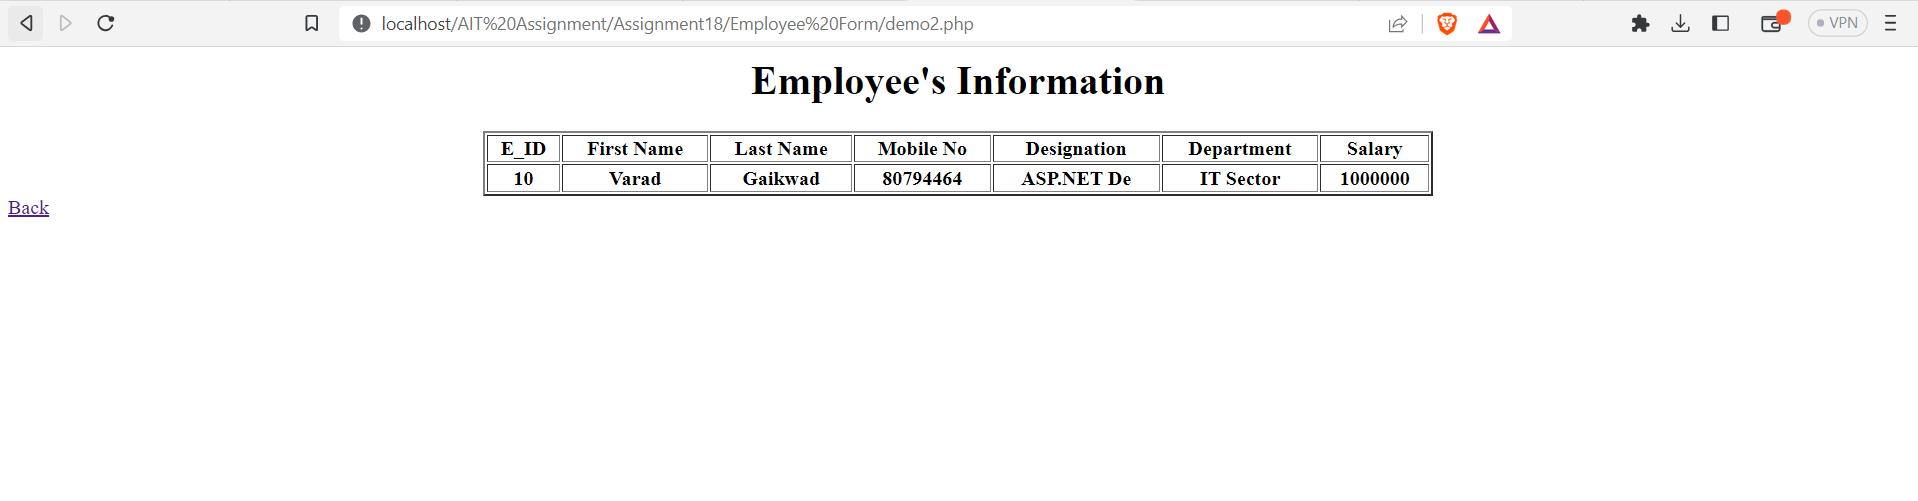 localhost/AIT%20Assignment/Assignment18/Employee%20Form/demo2.php
VPN
Employee's Information
E_ID First Name Last Name Mobile No Designation Department Salary
10 Varad Gaikwad 80794464 ASP.NET De IT Sector 1000000
Back